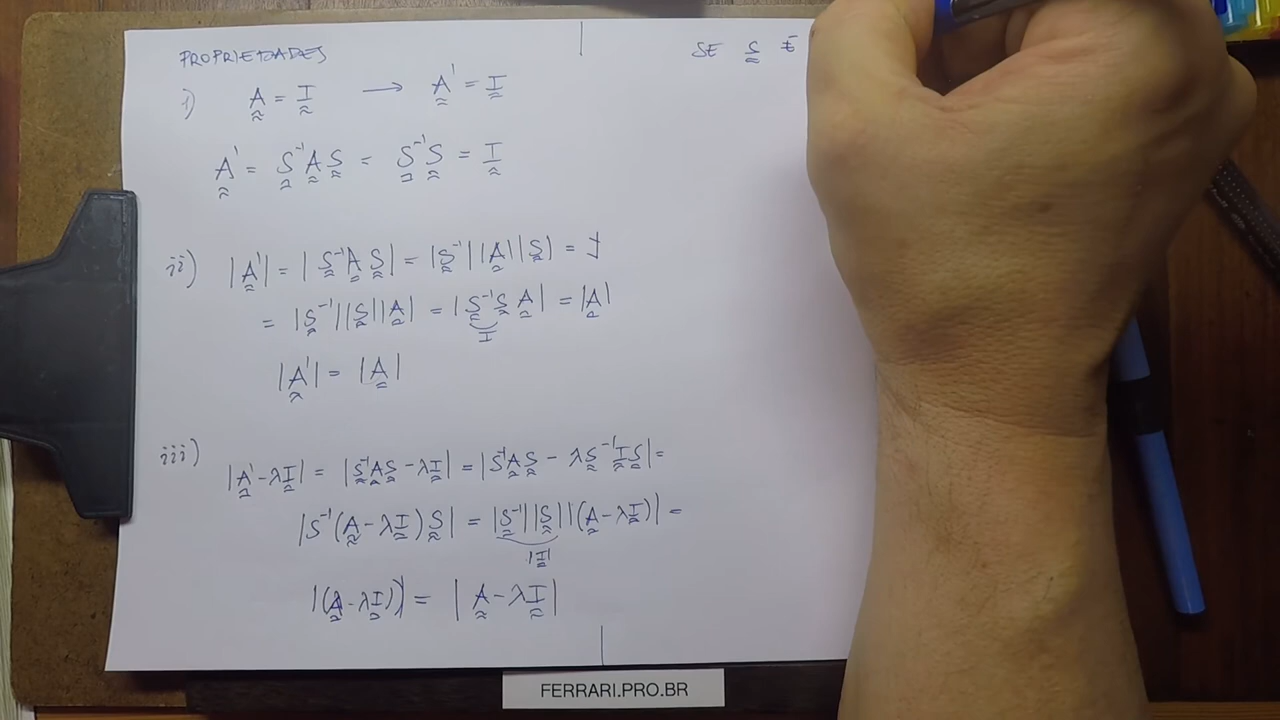 PROPRIEDADES
i) A = I → A' = I
A' = S⁻¹AS = S⁻¹S = I
ii) |A'| = |S⁻¹AS| = |S⁻¹||A||S| =
= |S⁻¹||S||A| = |S⁻¹SA| = |A|
I
|A'| = |A|
iii) |A'-λI| = |S⁻¹AS-λI| = |S⁻¹AS - λS⁻¹IS| =
|S⁻¹(A-λI)S| = |S⁻¹||S||(A-λI)| =
|I|
|(A-λI)| = |A-λI|
SE S É
FERRARI.PRO.BR